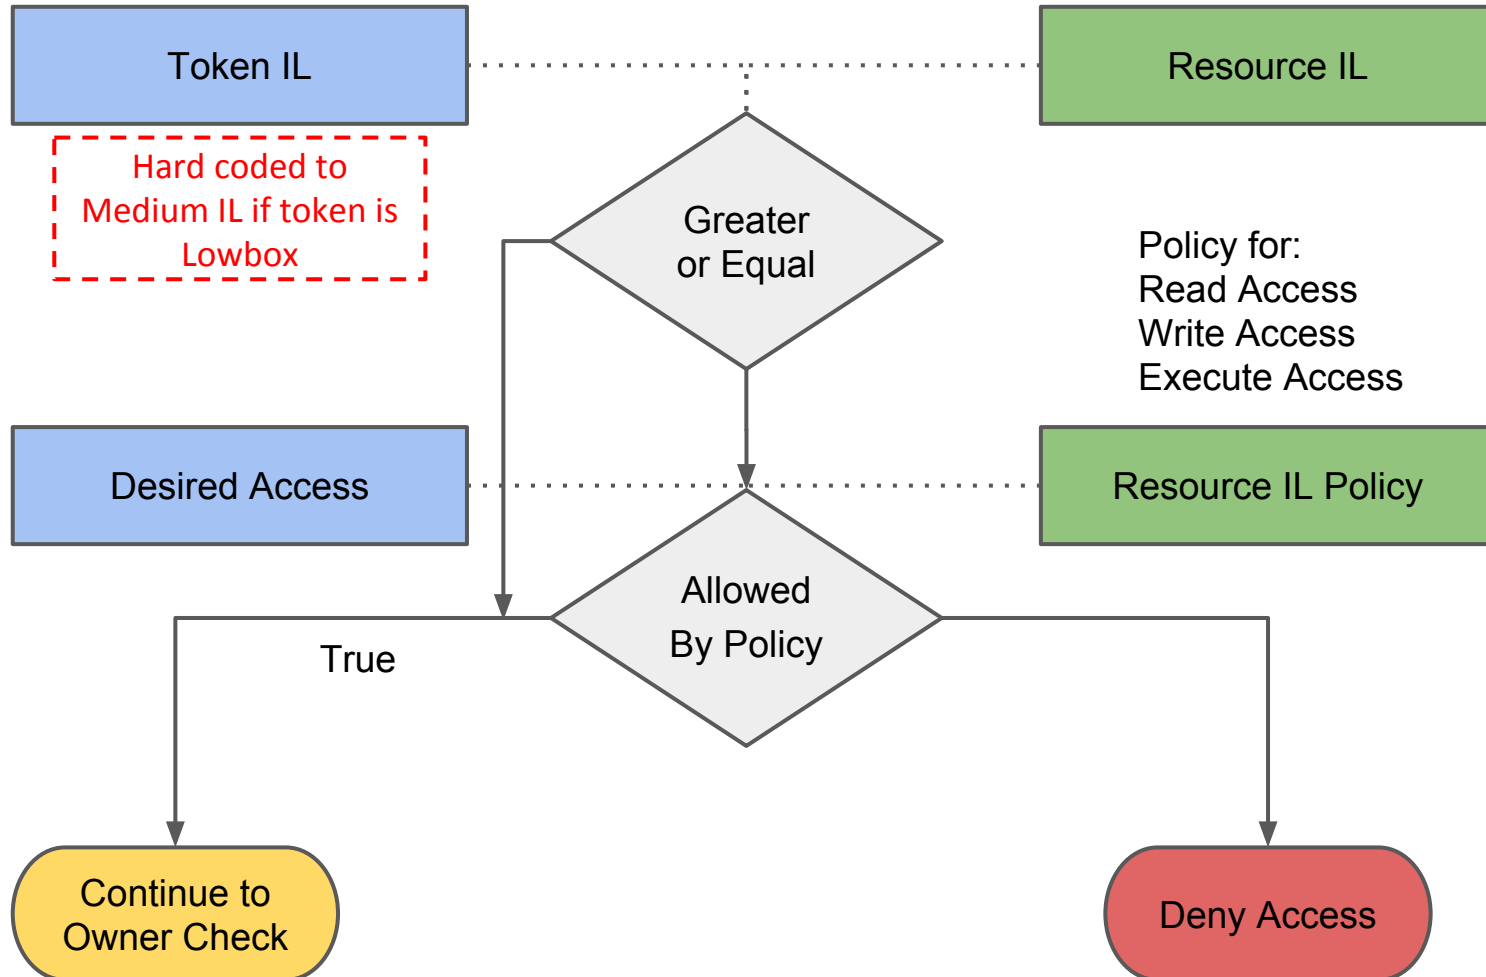 Token IL
Resource IL
Hard coded to
Medium IL if token is
Lowbox
Greater
or Equal
Policy for:
Read Access
Write Access
Execute Access
Desired Access
Resource IL Policy
Allowed
By Policy
True
Continue to
Owner Check
Deny Access